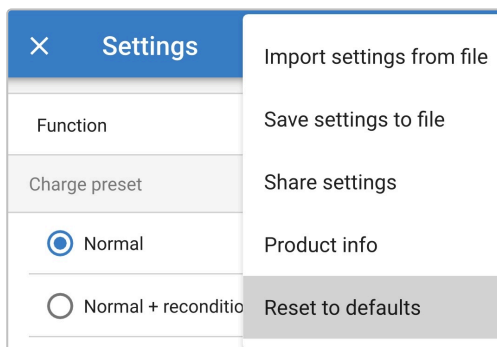 Settings
Import settings from file
Save settings to file
Function
Charge preset
Share settings
Normal
Product info
Normal + reconditio
Reset to defaults